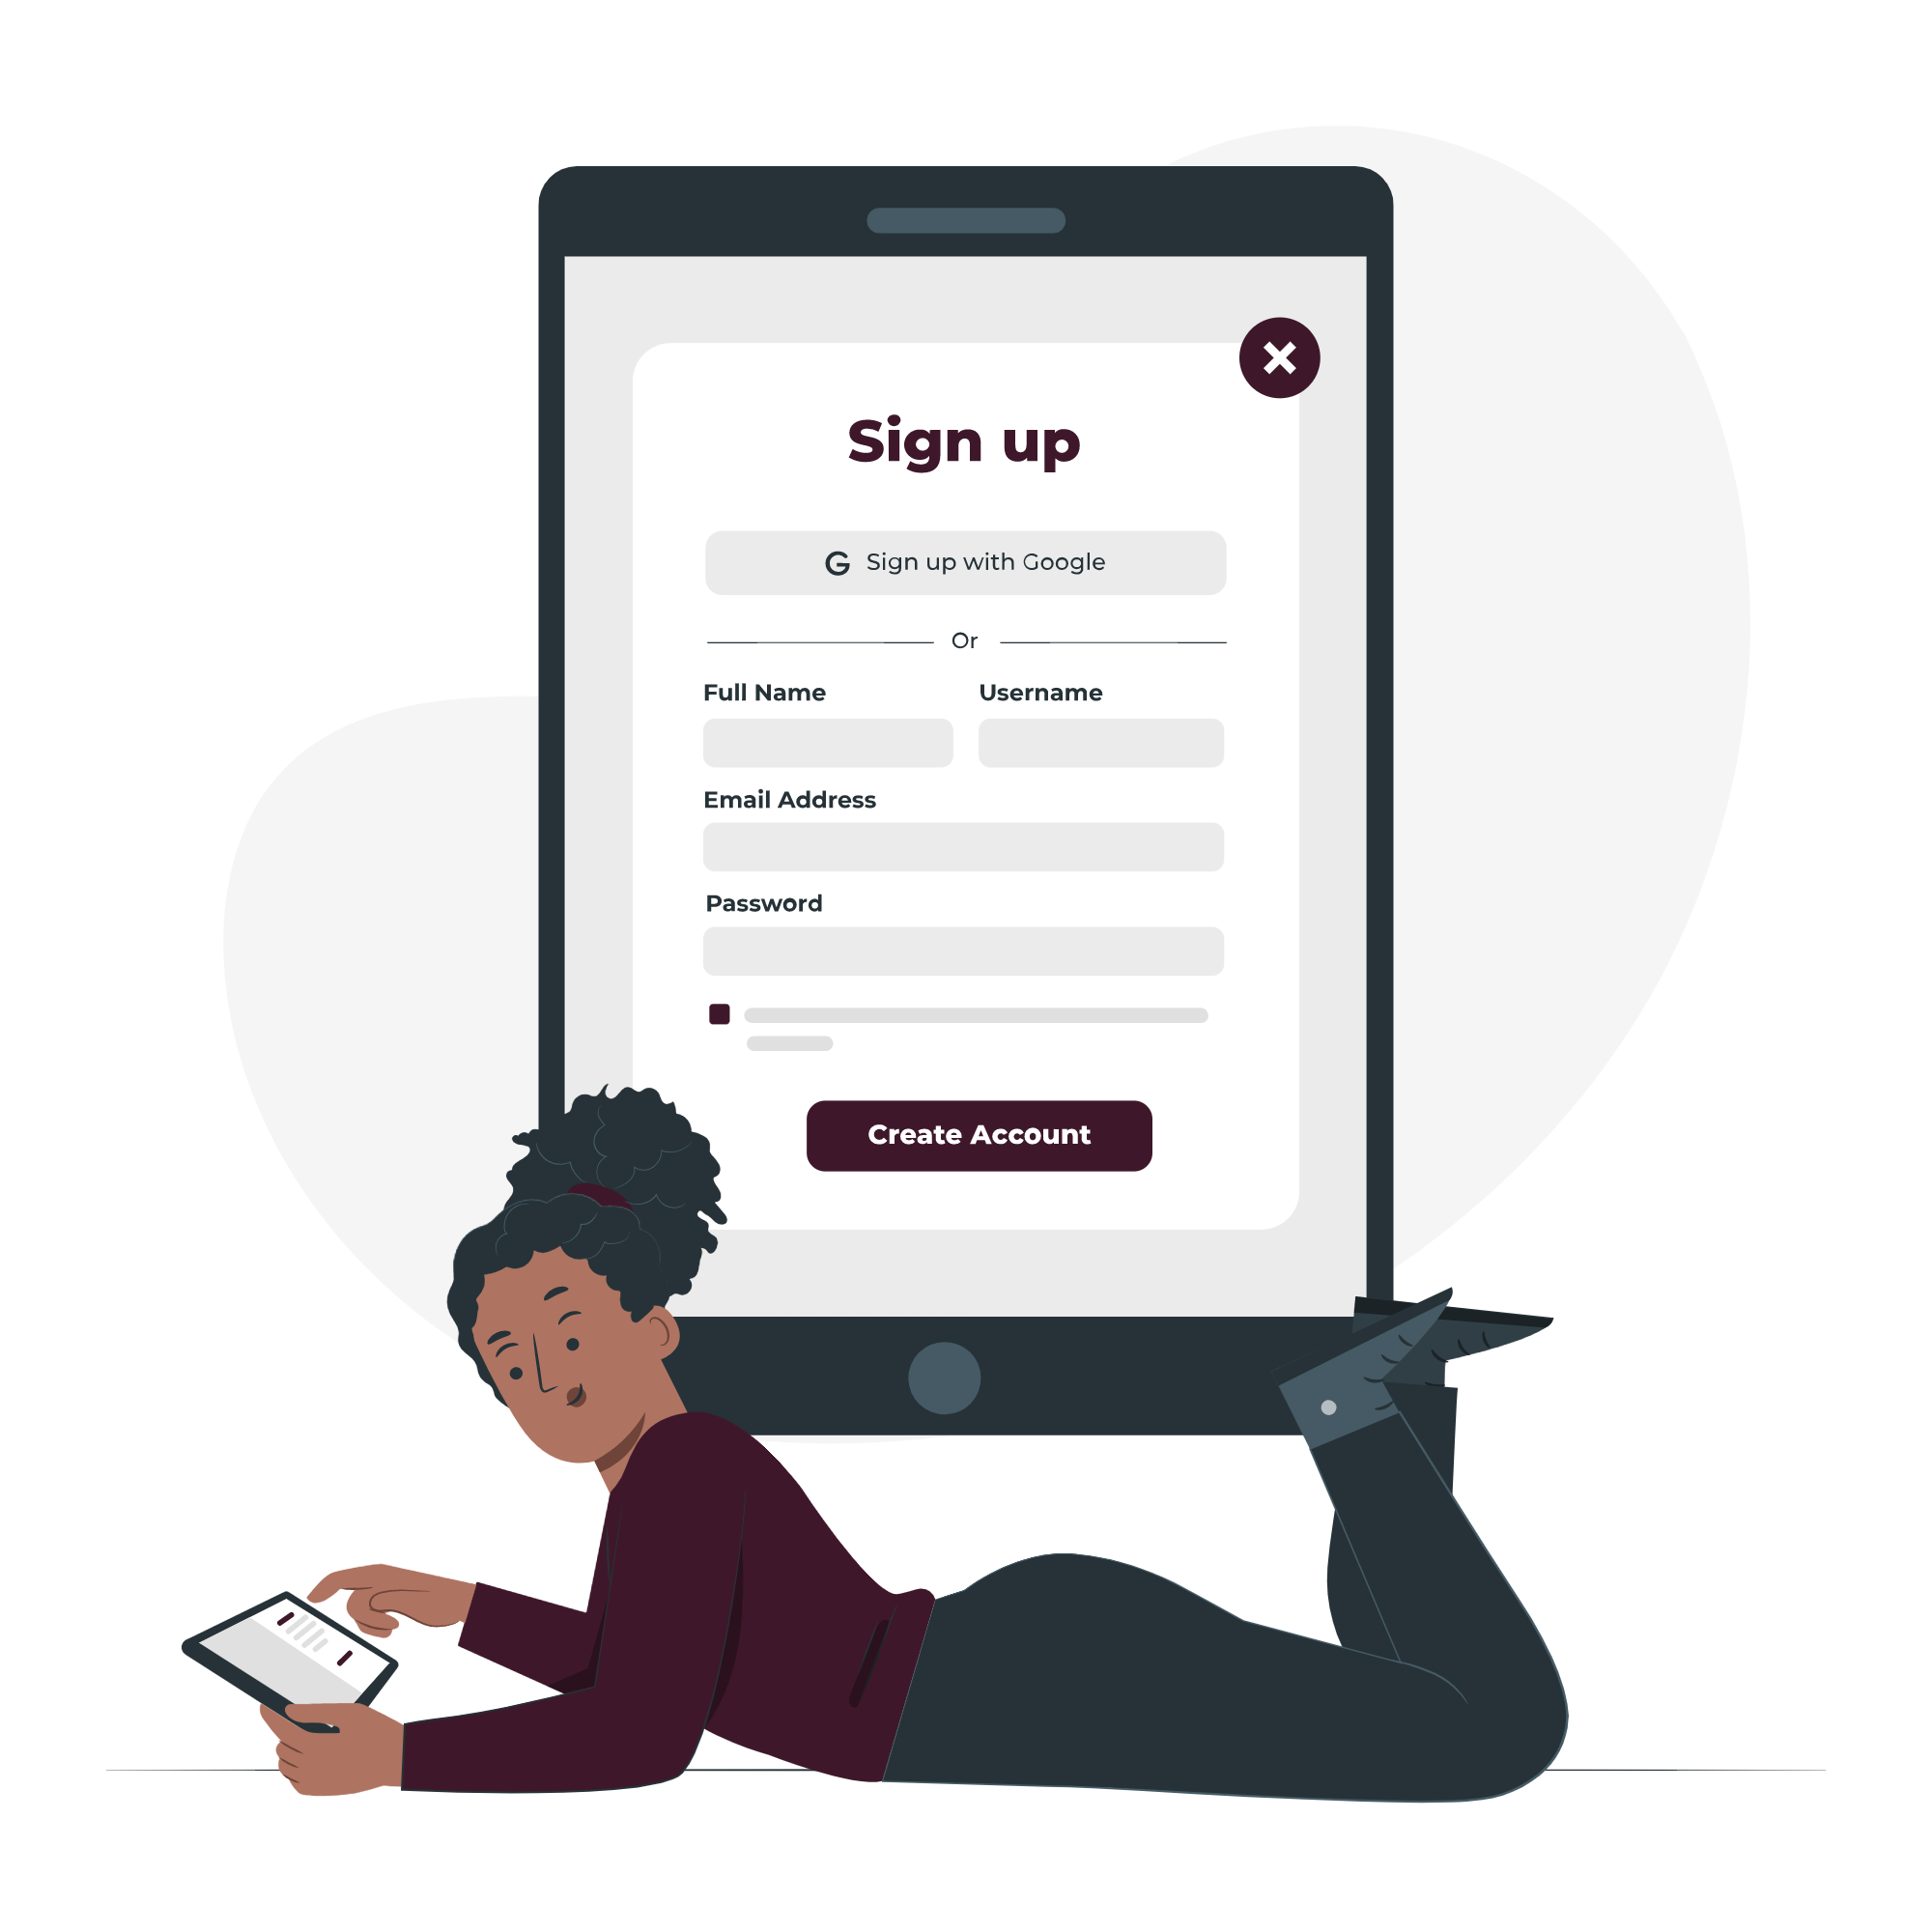 Sign up
G Sign up with Google
Or
Full Name
Username
Email Address
Password
Create Account